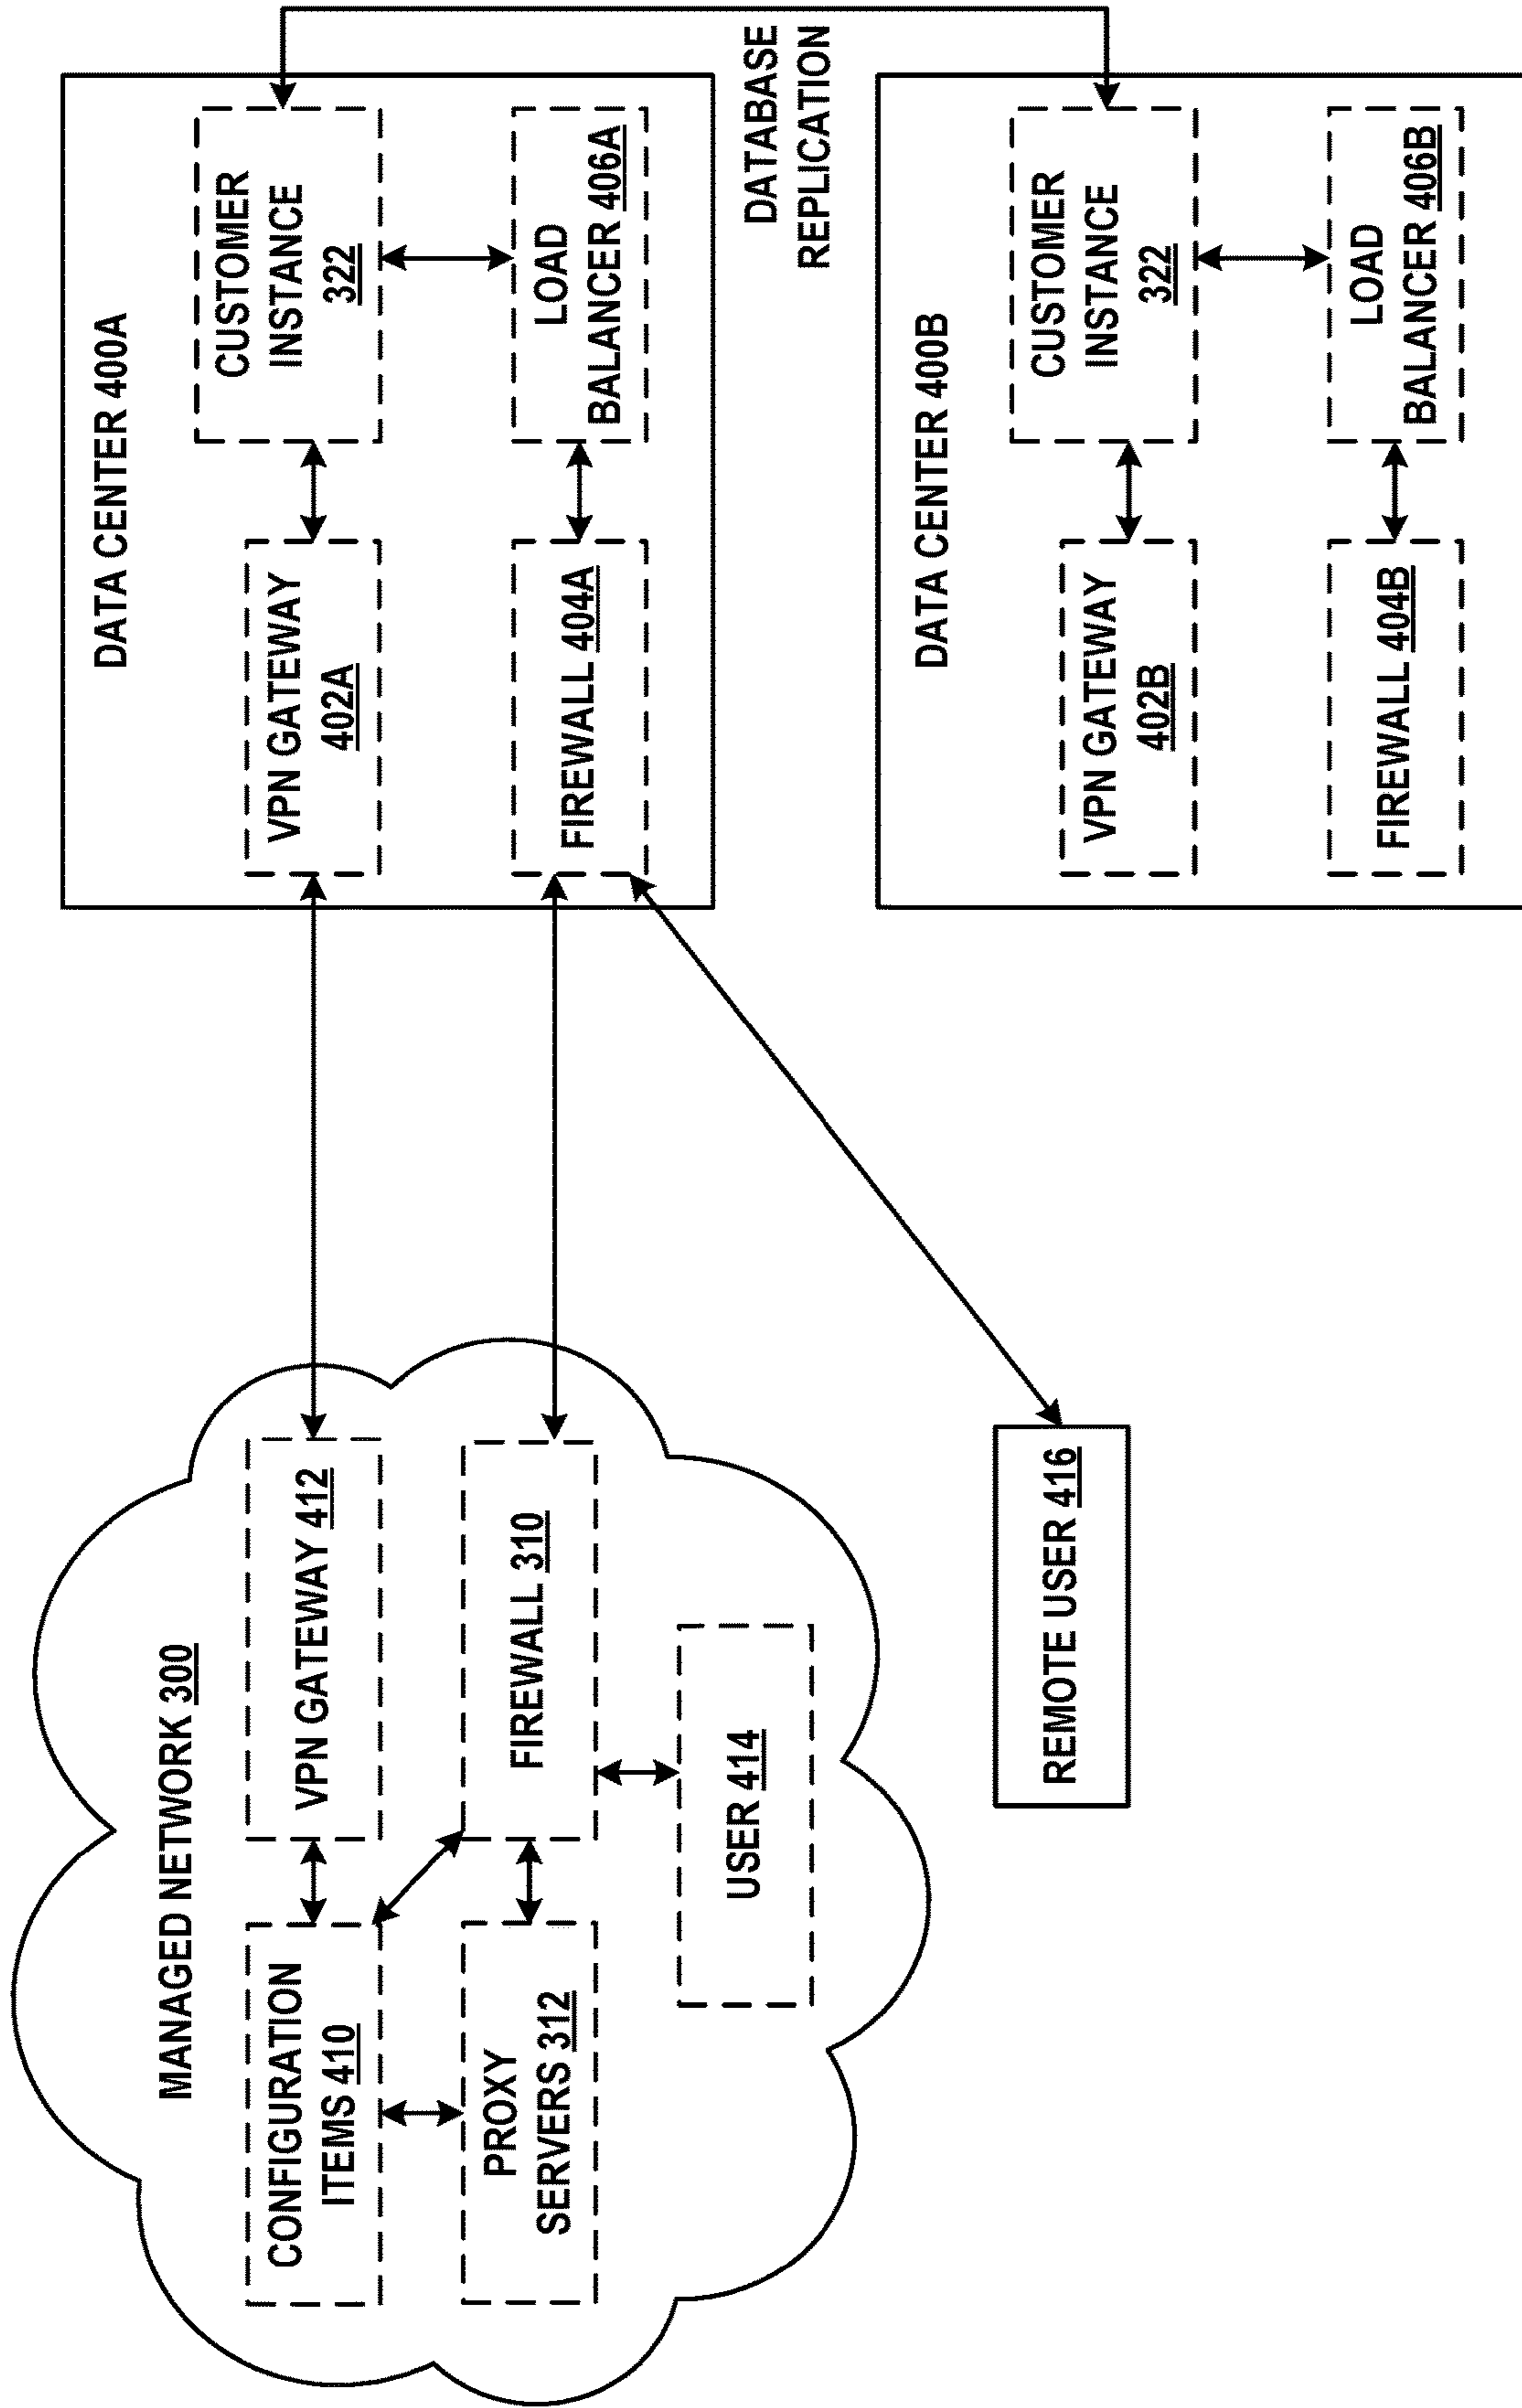 MANAGED NETWORK 300
CONFIGURATION
ITEMS 410
VPN GATEWAY 412
PROXY
SERVERS 312
FIREWALL 310
USER 414
REMOTE USER 416
DATA CENTER 400A
VPN GATEWAY
402A
CUSTOMER
INSTANCE
322
FIREWALL 404A
LOAD
BALANCER 406A
DATABASE
REPLICATION
DATA CENTER 400B
VPN GATEWAY
402B
CUSTOMER
INSTANCE
322
FIREWALL 404B
LOAD
BALANCER 406B